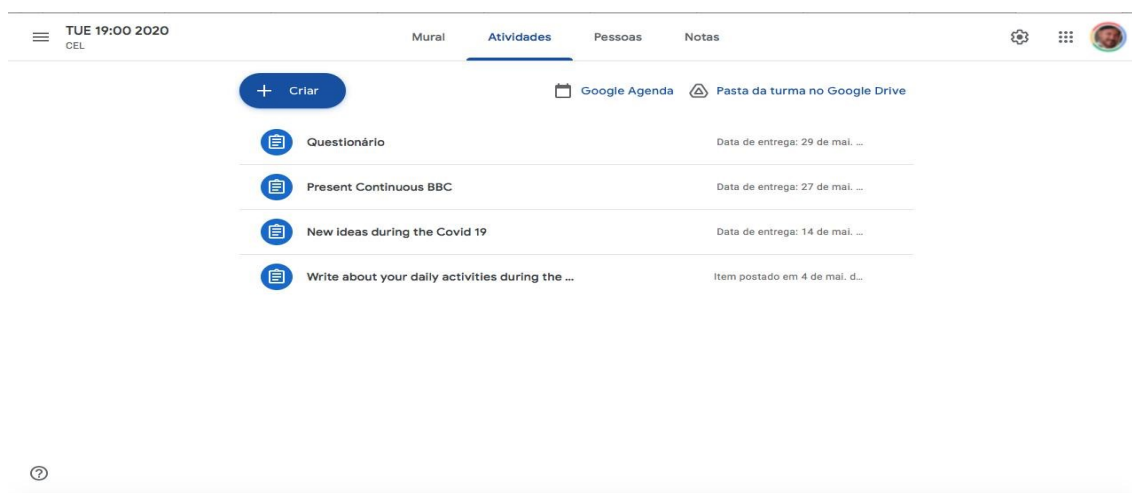 TUE 19:00 2020
CEL
Mural Atividades Pessoas Notas
Criar
Google Agenda Pasta da turma no Google Drive
Questionário Data de entrega: 29 de mai. ...
Present Continuous BBC Data de entrega: 27 de mai. ...
New ideas during the Covid 19 Data de entrega: 14 de mai. ...
Write about your daily activities during the ... Item postado em 4 de mai. d...